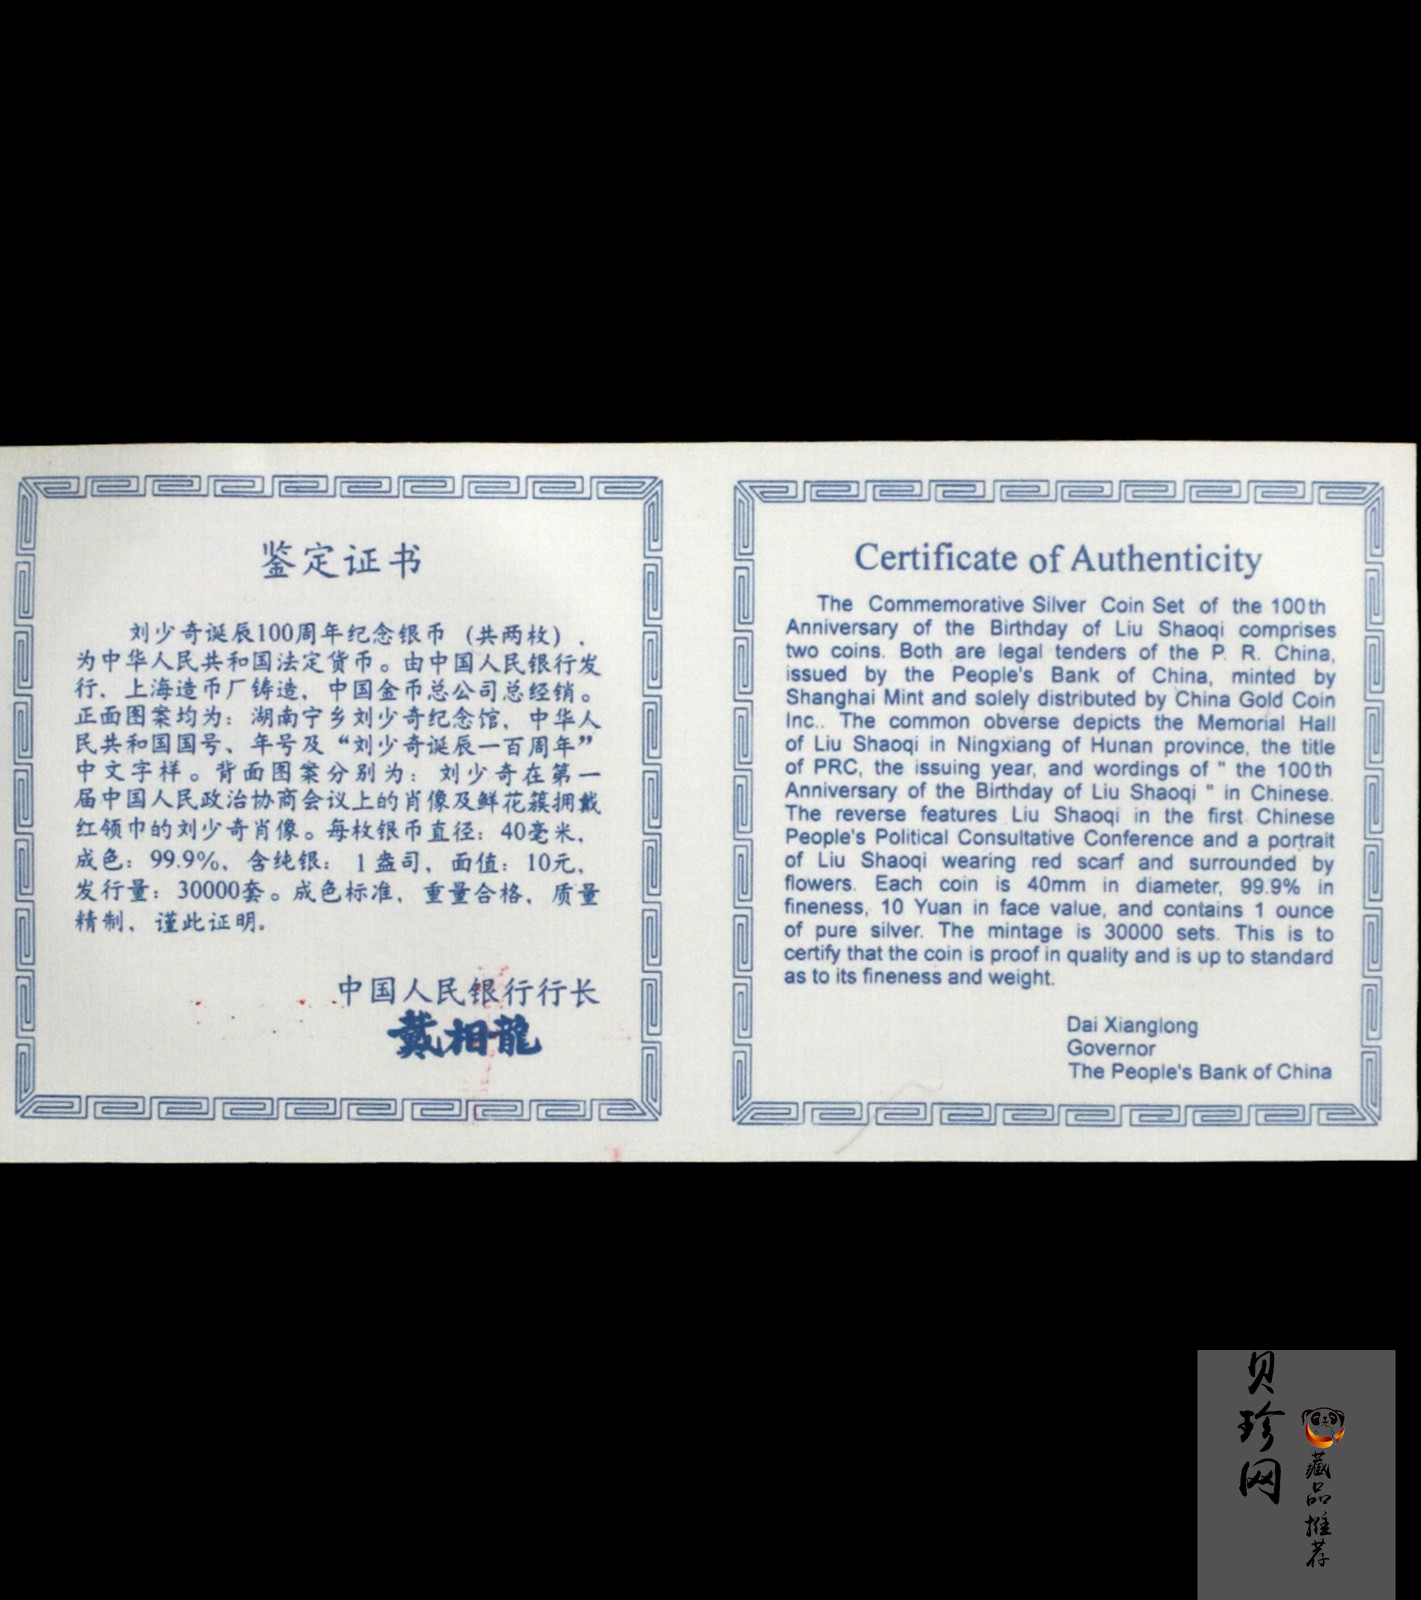 鉴定证书
刘少奇诞辰100周年纪念银币（共两枚），
为中华人民共和国法定货币。由中国人民银行发
行，上海造币厂铸造，中国金币总公司总经销。
正面图案均为：湖南宁乡刘少奇纪念馆，中华人
民共和国国号、年号及“刘少奇诞辰一百周年”
中文字样。背面图案分别为：刘少奇在第一
届中国人民政治协商会议上的肖像及鲜花簇拥戴
红领巾的刘少奇肖像。每枚银币直径：40毫米，
成色：99.9%，含纯银：1盎司，面值：10元，
发行量：30000套。成色标准，重量合格，质量
精制，谨此证明。
中国人民银行行长
戴相龍
Certificate of Authenticity
The Commemorative Silver Coin Set of the 100th
Anniversary of the Birthday of Liu Shaoqi comprises
two coins. Both are legal tenders of the P. R. China,
issued by the People's Bank of China, minted by
Shanghai Mint and solely distributed by China Gold Coin
Inc.. The common obverse depicts the Memorial Hall
of Liu Shaoqi in Ningxiang of Hunan province, the title
of PRC, the issuing year, and wordings of " the 100th
Anniversary of the Birthday of Liu Shaoqi " in Chinese.
The reverse features Liu Shaoqi in the first Chinese
People's Political Consultative Conference and a portrait
of Liu Shaoqi wearing red scarf and surrounded by
flowers. Each coin is 40mm in diameter, 99.9% in
fineness, 10 Yuan in face value, and contains 1 ounce
of pure silver. The mintage is 30000 sets. This is to
certify that the coin is proof in quality and is up to standard
as to its fineness and weight.
Dai Xianglong
Governor
The People's Bank of China
贝珍网
藏品推荐